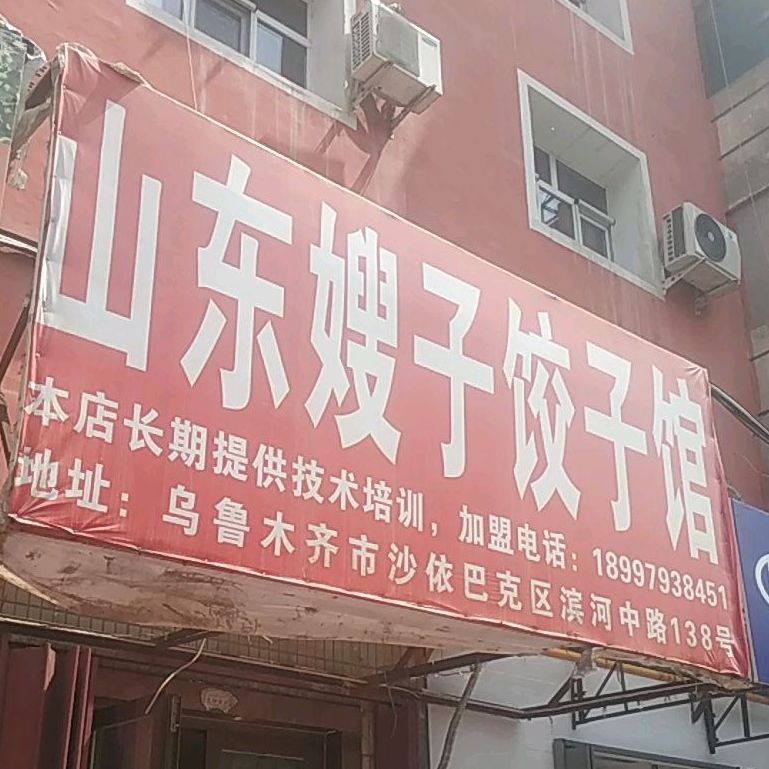 山东嫂子饺子馆
本店长期提供技术培训，加盟电话：18997938451
地址：乌鲁木齐市沙依巴克区滨河中路138号